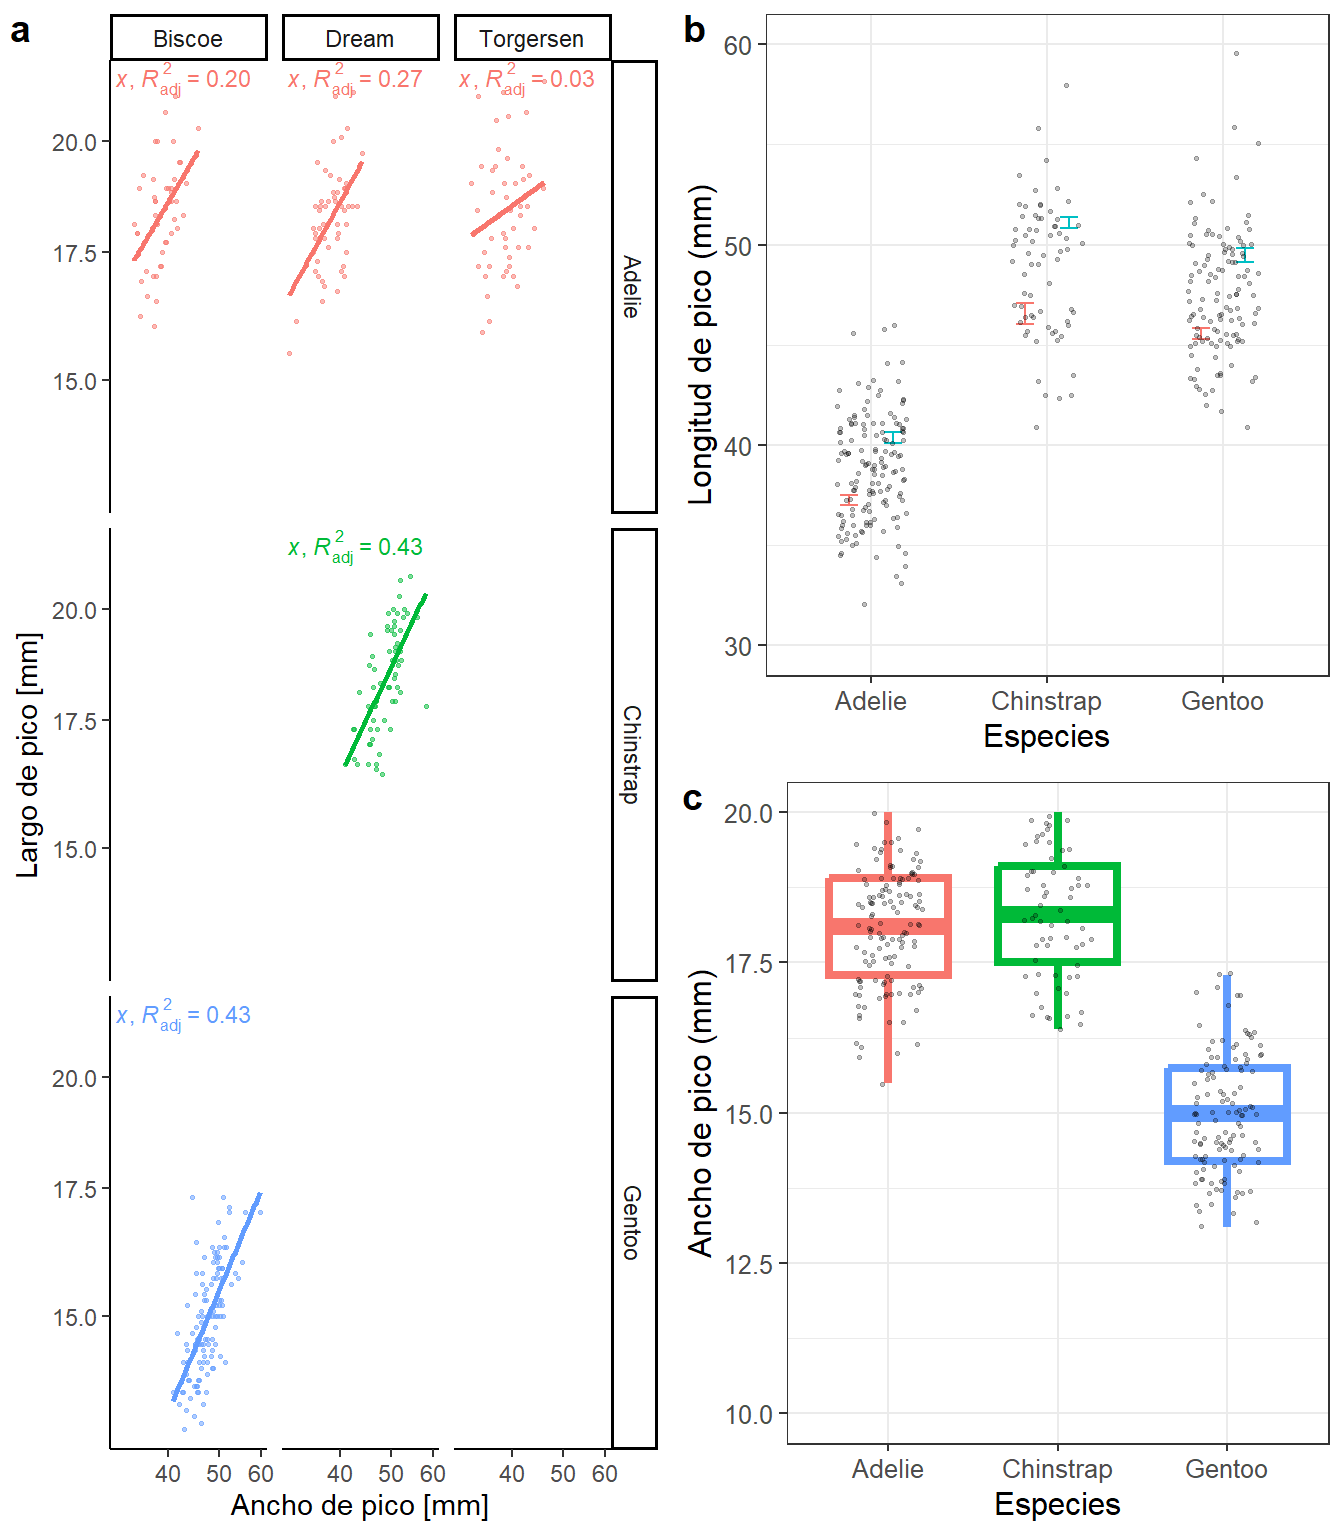 a
Biscoe
Dream
Torgersen
x, R²adj = 0.20
x, R²adj = 0.27
x, R²adj = 0.03
20.0
17.5
15.0
Adelie
x, R²adj = 0.43
20.0
17.5
15.0
Chinstrap
x, R²adj = 0.43
20.0
17.5
15.0
Gentoo
Largo de pico [mm]
40 50 60
40 50 60
40 50 60
Ancho de pico [mm]
b
60
50
40
30
Longitud de pico (mm)
Adelie
Chinstrap
Gentoo
Especies
c
20.0
17.5
15.0
12.5
10.0
Ancho de pico (mm)
Adelie
Chinstrap
Gentoo
Especies